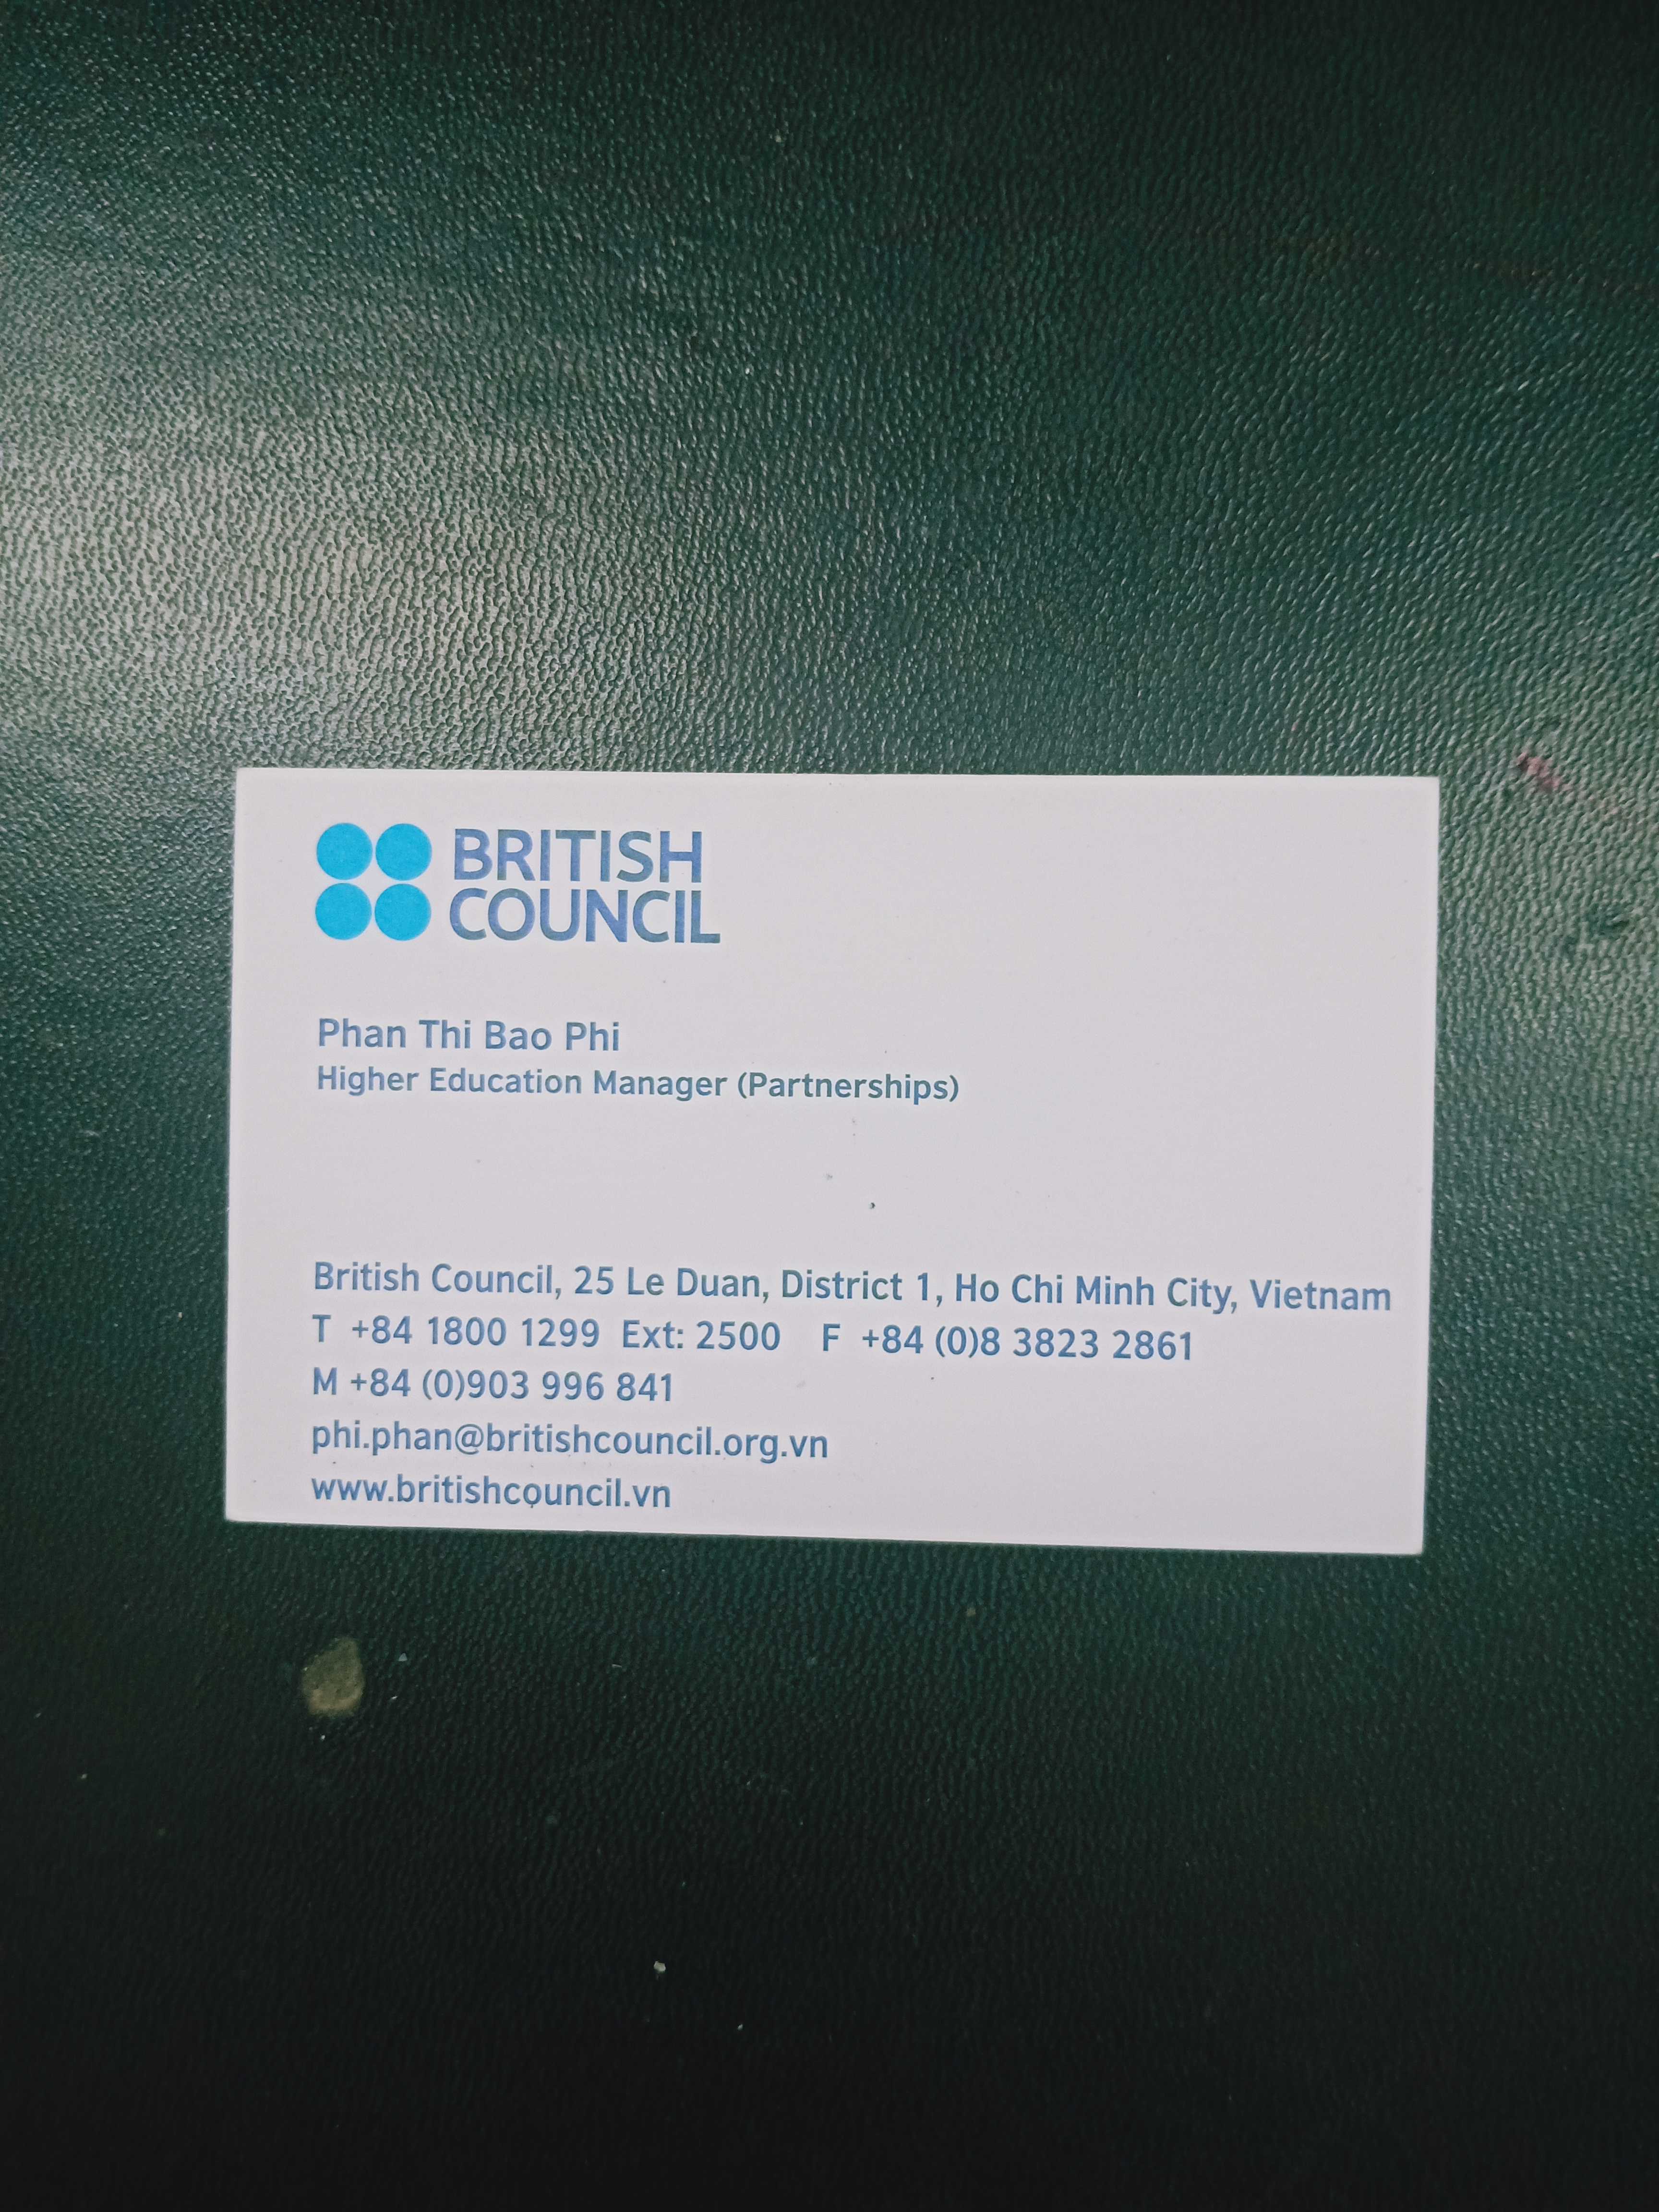 BRITISH
COUNCIL
Phan Thi Bao Phi
Higher Education Manager (Partnerships)
British Council, 25 Le Duan, District 1, Ho Chi Minh City, Vietnam
T +84 1800 1299 Ext: 2500 F +84 (0)8 3823 2861
M +84 (0)903 996 841
phi.phan@britishcouncil.org.vn
www.britishcouncil.vn